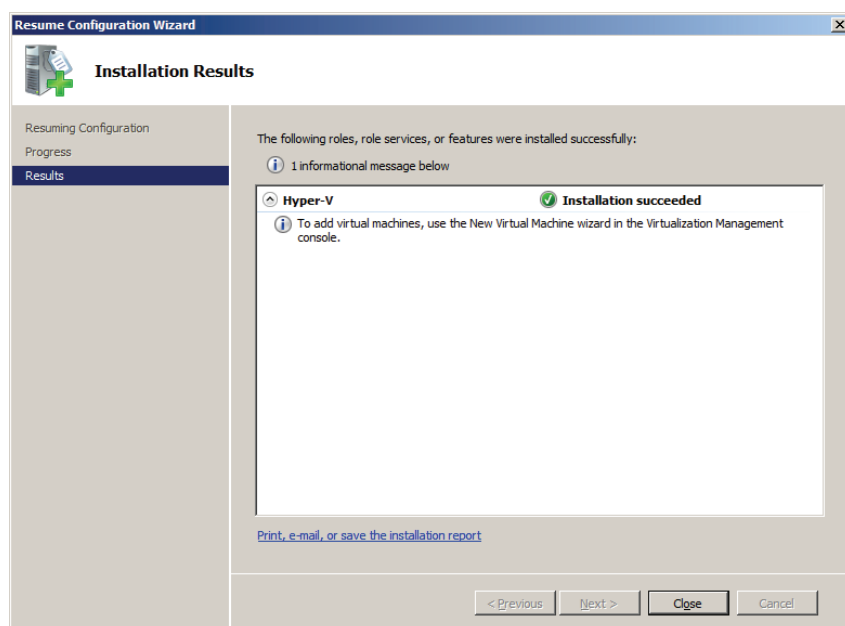 Resume Configuration Wizard
Installation Results
Resuming Configuration
Progress
Results
The following roles, role services, or features were installed successfully:
1 informational message below
Hyper-V Installation succeeded
To add virtual machines, use the New Virtual Machine wizard in the Virtualization Management
console.
Print, e-mail, or save the installation report
< Previous Next > Close Cancel